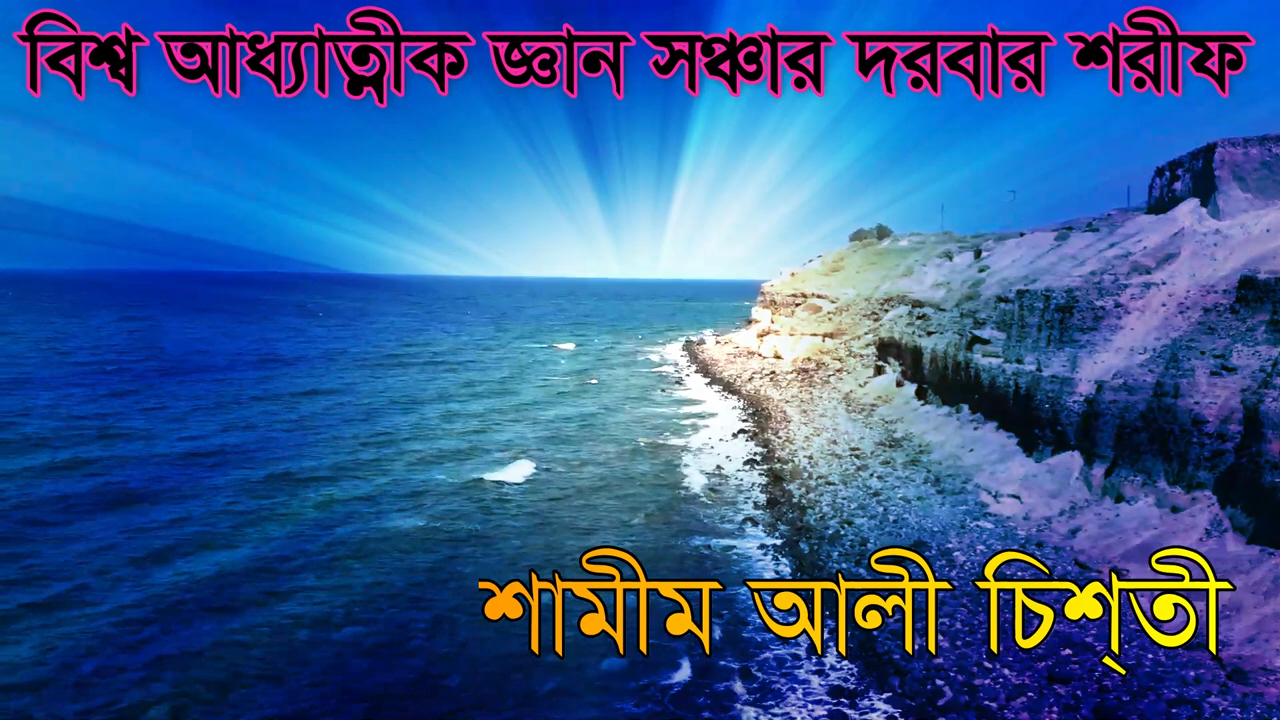 বিশ্ব আধ্যাত্নীক জ্ঞান সঞ্চার দরবার শরীফ
শামীম আলী চিশ্‌তী